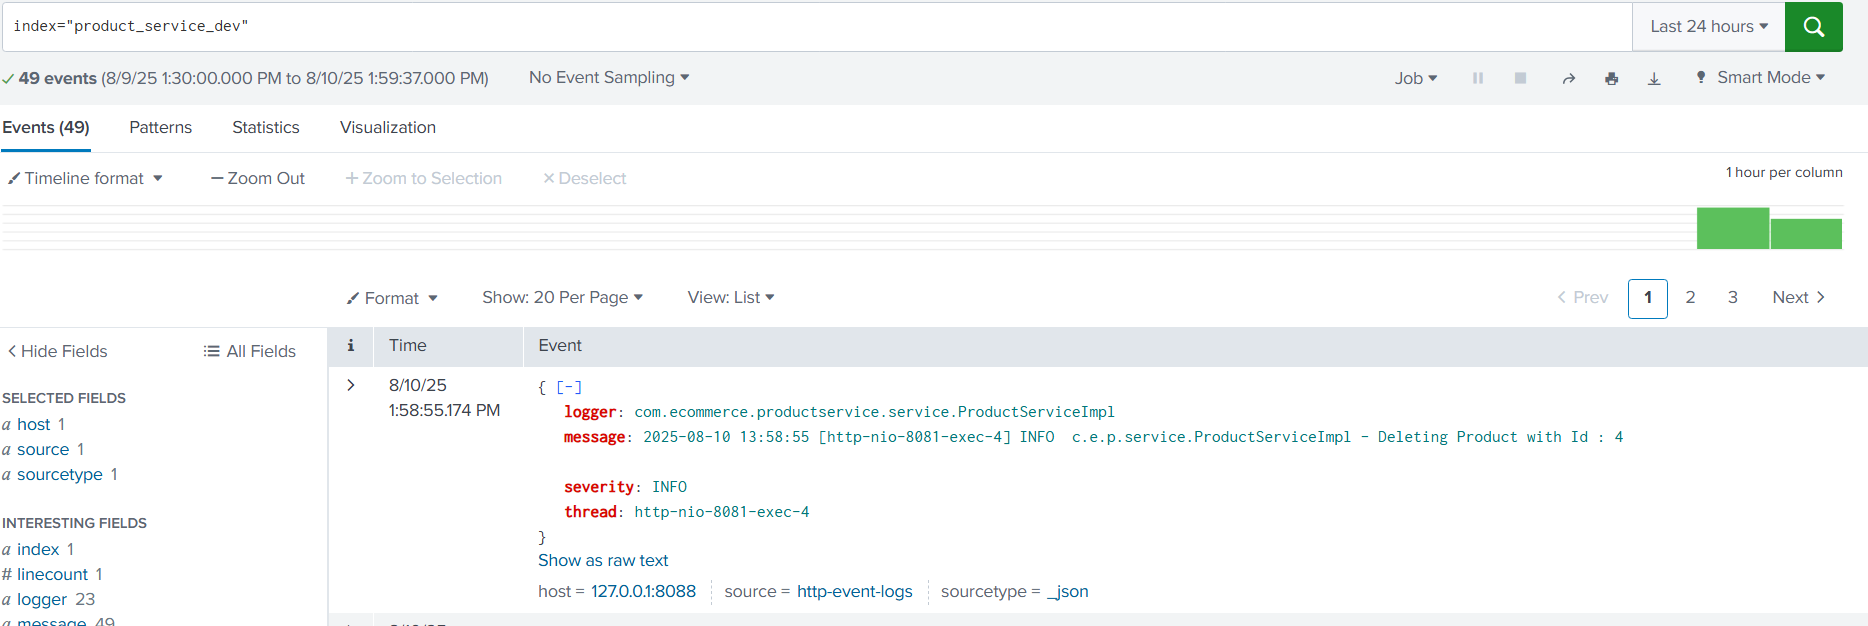 index="product_service_dev"
Last 24 hours
49 events (8/9/25 1:30:00.000 PM to 8/10/25 1:59:37.000 PM)
No Event Sampling
Job
Smart Mode
Events (49)
Patterns
Statistics
Visualization
Timeline format
Zoom Out
Zoom to Selection
Deselect
1 hour per column
Format
Show: 20 Per Page
View: List
Prev
1
2
3
Next
Hide Fields
All Fields
i
Time
Event
SELECTED FIELDS
a host 1
a source 1
a sourcetype 1
INTERESTING FIELDS
a index 1
# linecount 1
a logger 23
a message 49
8/10/25
1:58:55.174 PM
{ [-]
logger: com.ecommerce.productservice.service.ProductServiceImpl
message: 2025-08-10 13:58:55 [http-nio-8081-exec-4] INFO  c.e.p.service.ProductServiceImpl - Deleting Product with Id : 4
severity: INFO
thread: http-nio-8081-exec-4
}
Show as raw text
host = 127.0.0.1:8088
source = http-event-logs
sourcetype = _json